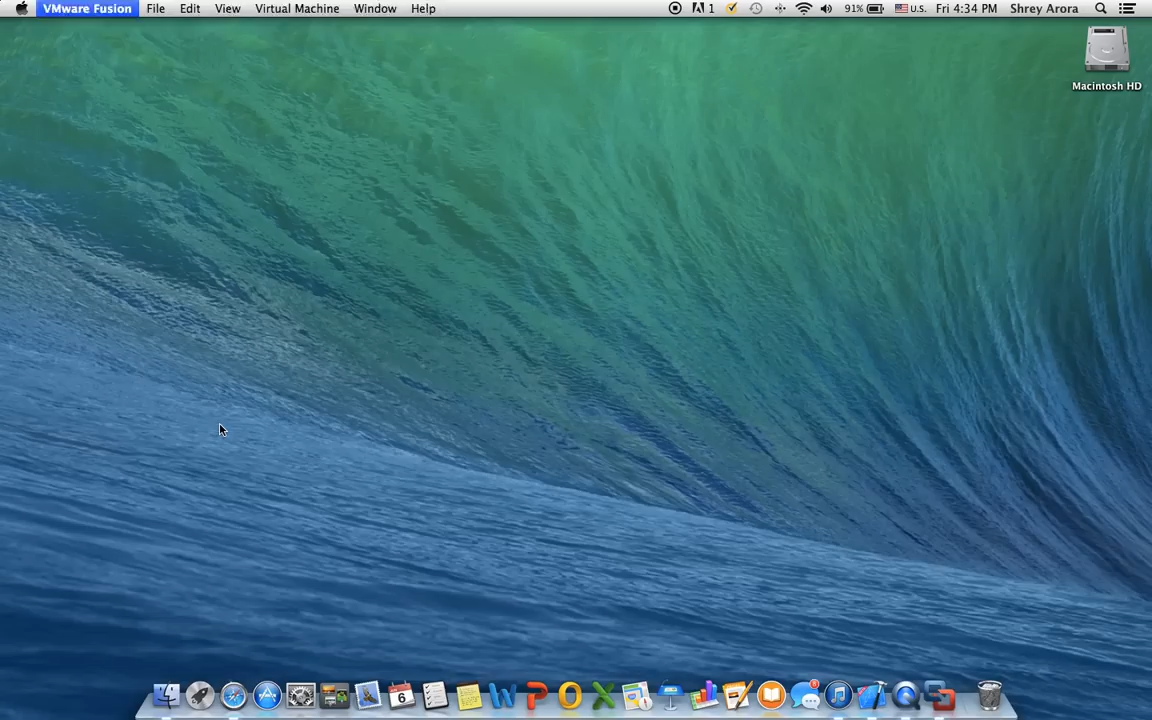 VMware Fusion File Edit View Virtual Machine Window Help 1 91% U.S. Fri 4:34 PM Shrey Arora
Macintosh HD
6 W P O X